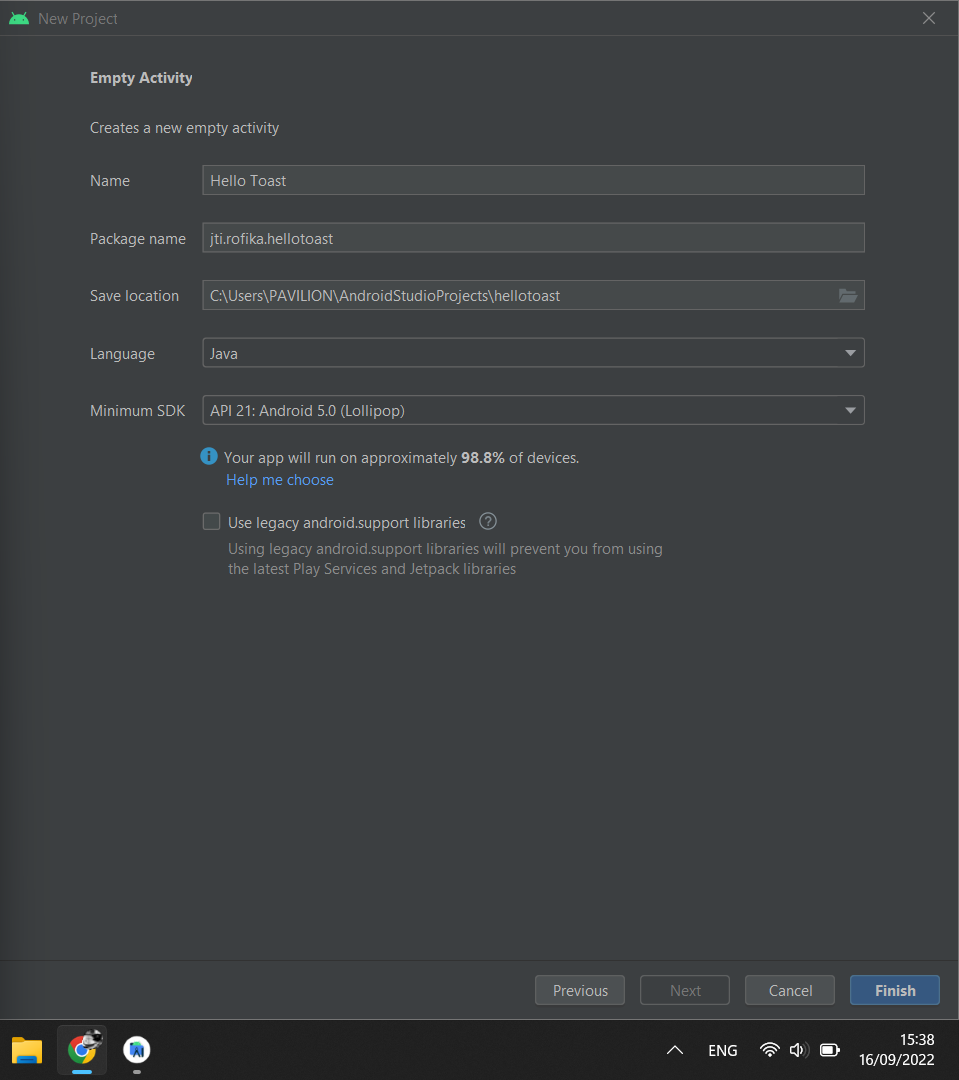 New Project
Empty Activity
Creates a new empty activity
Name Hello Toast
Package name jti.rofika.hellotoast
Save location C:\Users\PAVILION\AndroidStudioProjects\hellotoast
Language Java
Minimum SDK API 21: Android 5.0 (Lollipop)
Your app will run on approximately 98.8% of devices.
Help me choose
Use legacy android.support libraries
Using legacy android.support libraries will prevent you from using
the latest Play Services and Jetpack libraries
Previous Next Cancel Finish
ENG 15:38
16/09/2022